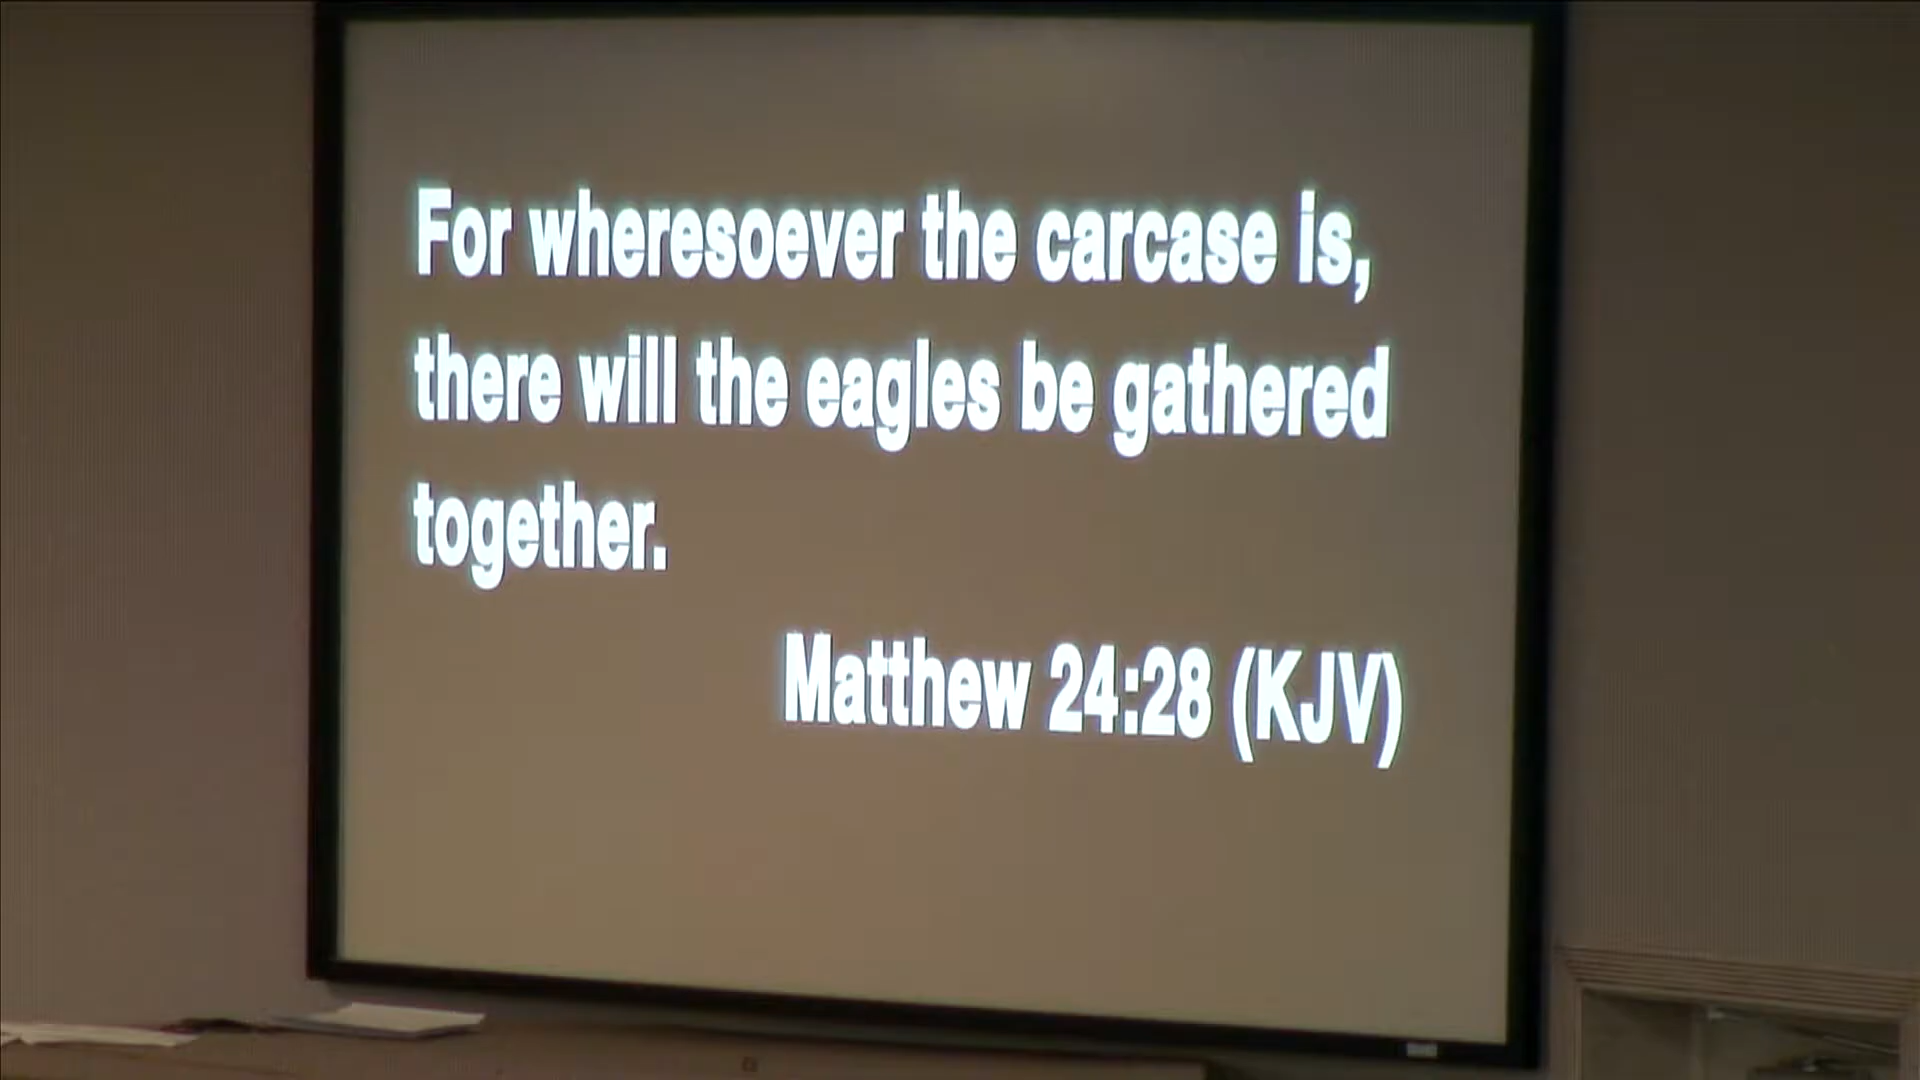 For wheresoever the carcase is,
there will the eagles be gathered
together.
Matthew 24:28 (KJV)